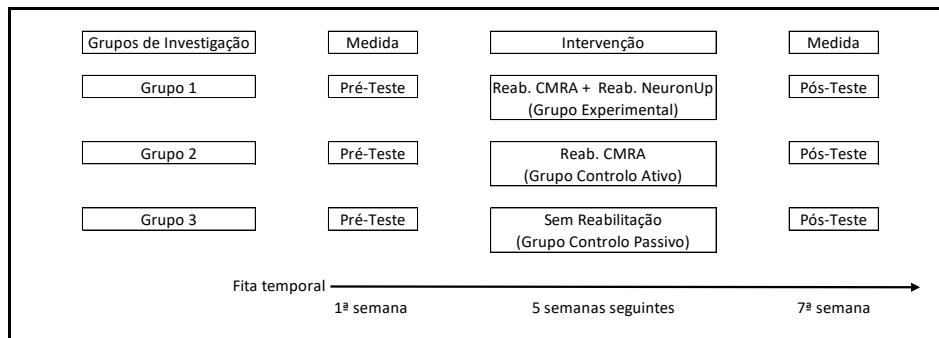 Grupos de Investigação Medida Intervenção Medida
Grupo 1 Pré-Teste Reab. CMRA + Reab. NeuronUp Pós-Teste
(Grupo Experimental)
Grupo 2 Pré-Teste Reab. CMRA Pós-Teste
(Grupo Controlo Ativo)
Grupo 3 Pré-Teste Sem Reabilitação Pós-Teste
(Grupo Controlo Passivo)
Fita temporal
1ª semana 5 semanas seguintes 7ª semana